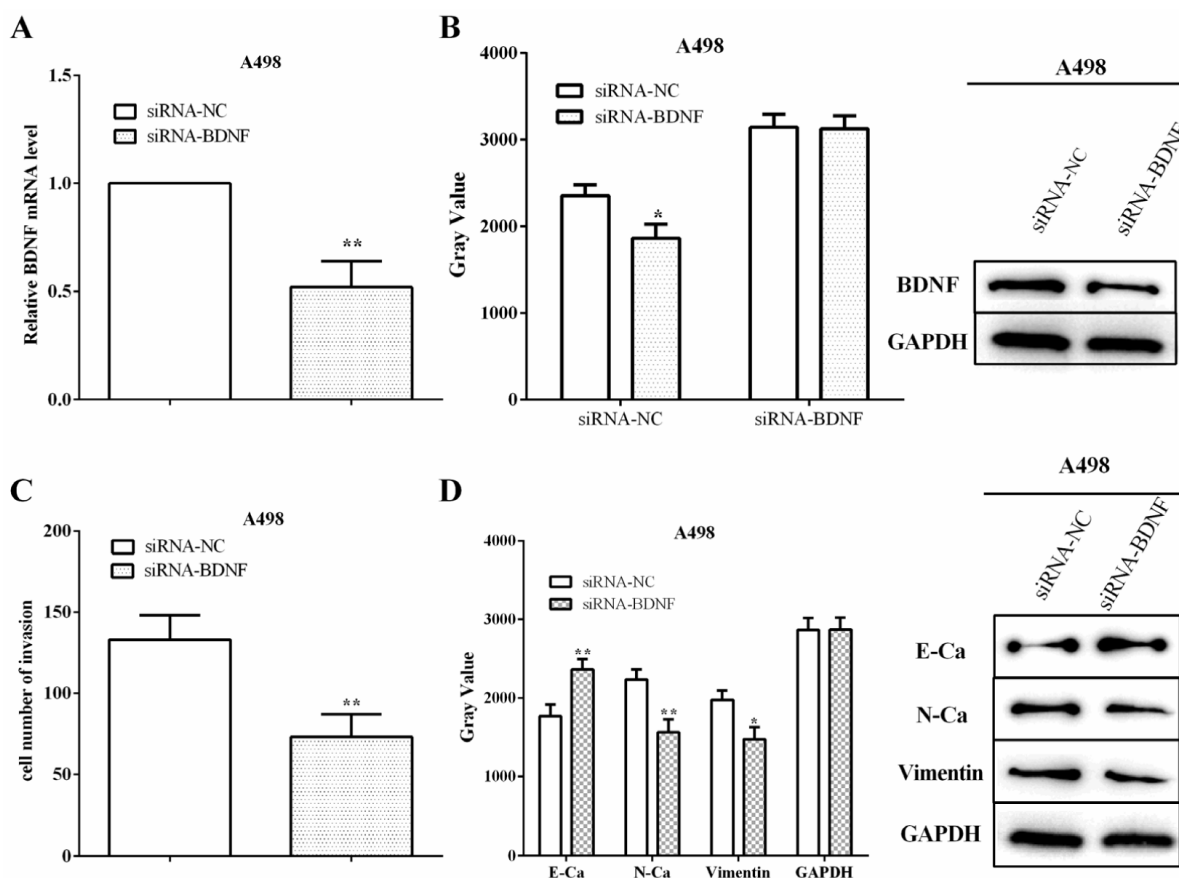 A
A498
Relative BDNF mRNA level
1.5
1.0
0.5
0.0
siRNA-NC
siRNA-BDNF
**
B
A498
Gray Value
4000
3000
2000
1000
0
siRNA-NC
siRNA-BDNF
*
siRNA-NC
siRNA-BDNF
A498
siRNA-NC
siRNA-BDNF
BDNF
GAPDH
C
A498
cell number of invasion
200
150
100
50
0
siRNA-NC
siRNA-BDNF
**
D
A498
Gray Value
4000
3000
2000
1000
0
siRNA-NC
siRNA-BDNF
**
**
*
E-Ca N-Ca Vimentin GAPDH
A498
siRNA-NC
siRNA-BDNF
E-Ca
N-Ca
Vimentin
GAPDH